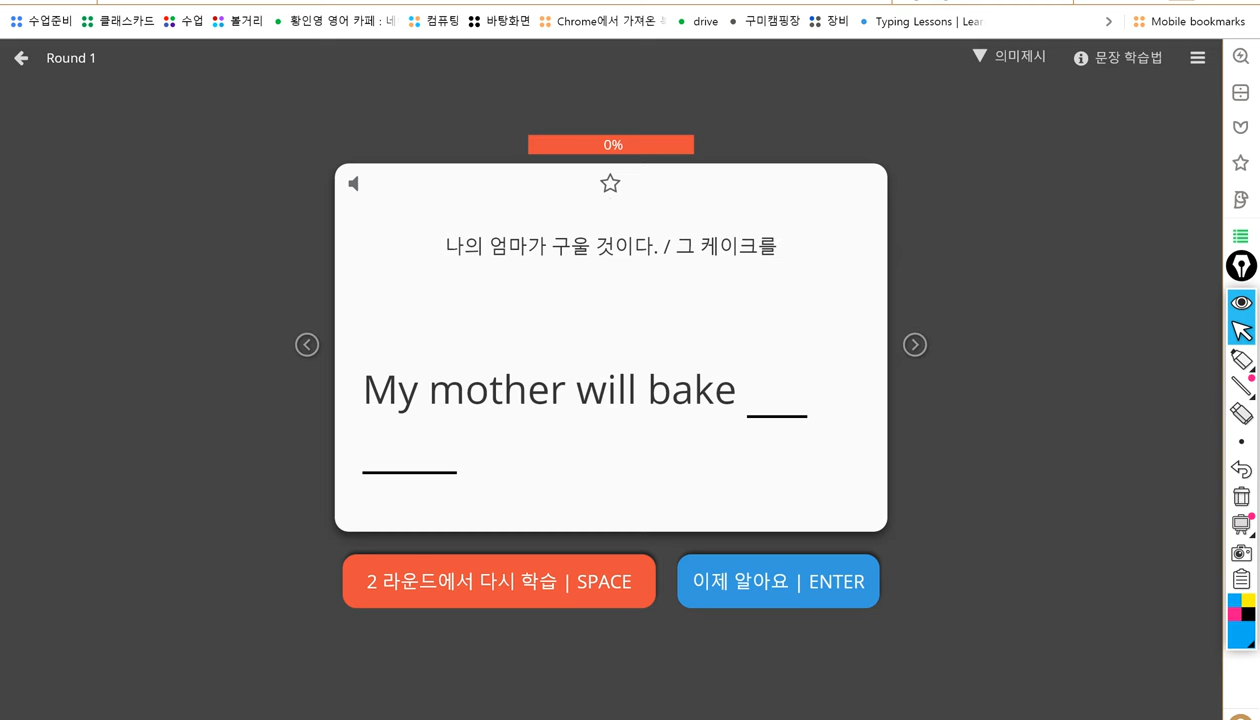 수업준비 클래스카드 수업 볼거리 황인영 영어 카페 : 네 컴퓨팅 바탕화면 Chrome에서 가져온 drive 구미캠핑장 장비 Typing Lessons | Lear Mobile bookmarks
Round 1 의미제시 문장 학습법
0%
나의 엄마가 구울 것이다. / 그 케이크를
My mother will bake ___
_____
2 라운드에서 다시 학습 | SPACE 이제 알아요 | ENTER